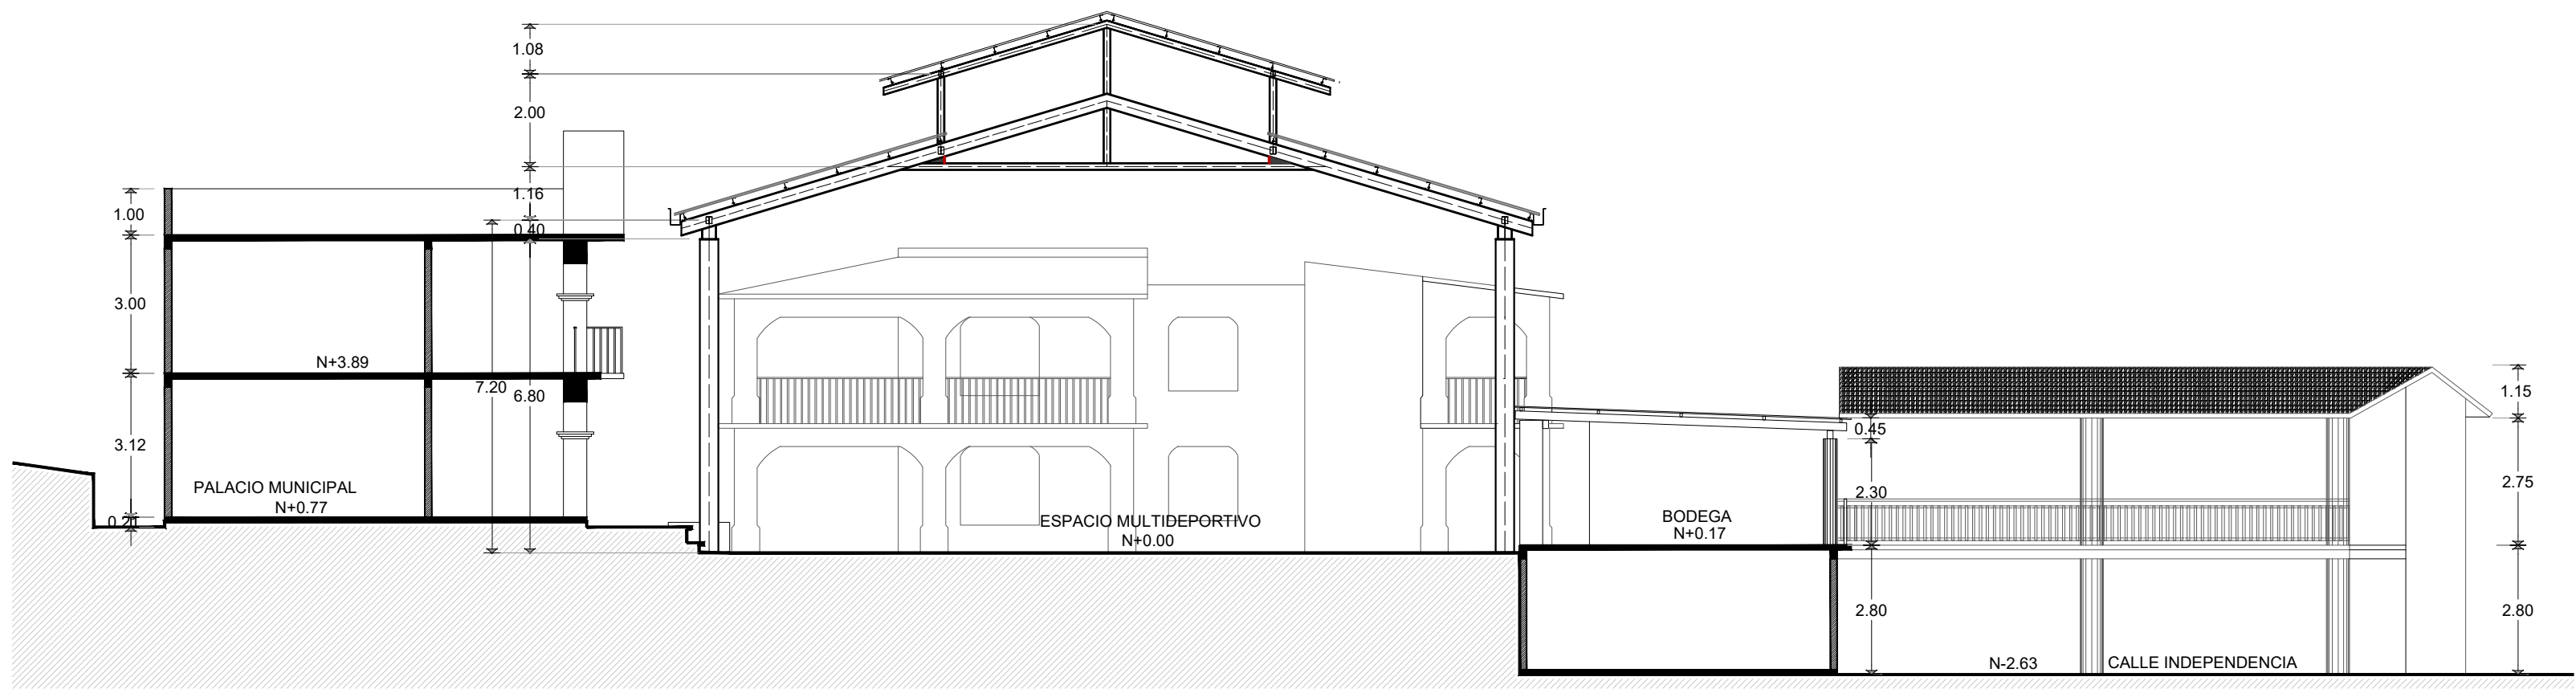 1.08
2.00
1.16
0.40
1.00
3.00
N+3.89
7.20
6.80
3.12
PALACIO MUNICIPAL
N+0.77
0.21
ESPACIO MULTIDEPORTIVO
N+0.00
BODEGA
N+0.17
0.45
2.30
2.80
1.15
2.75
2.80
N-2.63
CALLE INDEPENDENCIA